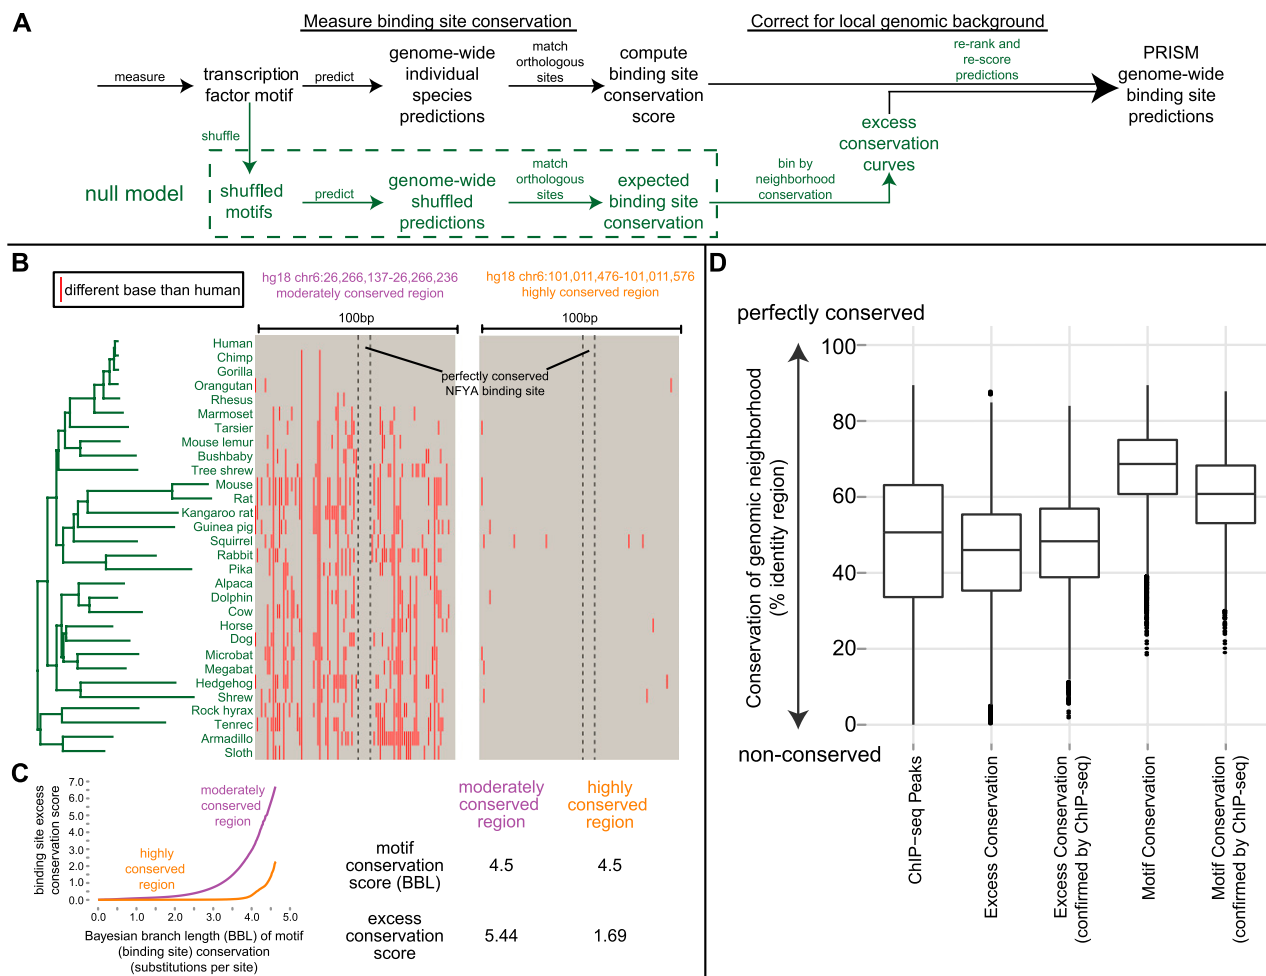 A
Measure binding site conservation
Correct for local genomic background
measure
transcription
factor motif
predict
genome-wide
individual
species
predictions
match
orthologous
sites
compute
binding site
conservation
score
re-rank and
re-score
predictions
PRISM
genome-wide
binding site
predictions
shuffle
null model
shuffled
motifs
predict
genome-wide
shuffled
predictions
match
orthologous
sites
expected
binding site
conservation
bin by
neighborhood
conservation
excess
conservation
curves
B
different base than human
hg18 chr6:26,266,137-26,266,236
moderately conserved region
hg18 chr6:101,011,476-101,011,576
highly conserved region
100bp
100bp
perfectly conserved
NFYA binding site
Human
Chimp
Gorilla
Orangutan
Rhesus
Marmoset
Tarsier
Mouse lemur
Bushbaby
Tree shrew
Mouse
Rat
Kangaroo rat
Guinea pig
Squirrel
Rabbit
Pika
Alpaca
Dolphin
Cow
Horse
Dog
Microbat
Megabat
Hedgehog
Shrew
Rock hyrax
Tenrec
Armadillo
Sloth
C
binding site excess
conservation score
7.0
6.0
5.0
4.0
3.0
2.0
1.0
0.0
moderately
conserved
region
highly
conserved
region
0.0 1.0 2.0 3.0 4.0 5.0
Bayesian branch length (BBL) of motif
(binding site) conservation
(substitutions per site)
moderately
conserved
region
highly
conserved
region
motif
conservation
score (BBL)
4.5
4.5
excess
conservation
score
5.44
1.69
D
perfectly conserved
Conservation of genomic neighborhood
(% identity region)
non-conserved
100
80
60
40
20
0
ChIP−seq Peaks
Excess Conservation
Excess Conservation
(confirmed by ChIP-seq)
Motif Conservation
Motif Conservation
(confirmed by ChIP-seq)